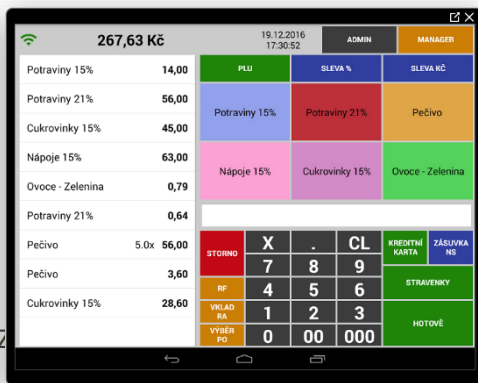 267,63 Kč
19.12.2016
17:30:52
ADMIN
MANAGER
Potraviny 15% 14,00
Potraviny 21% 56,00
Cukrovinky 15% 45,00
Nápoje 15% 63,00
Ovoce - Zelenina 0,79
Potraviny 21% 0,64
Pečivo 5.0x 56,00
Pečivo 3,60
Cukrovinky 15% 28,60
PLU
SLEVA %
SLEVA KČ
Potraviny 15%
Potraviny 21%
Pečivo
Nápoje 15%
Cukrovinky 15%
Ovoce - Zelenina
STORNO
X
.
CL
KREDITNÍ
KARTA
ZÁSUVKA
NS
7
8
9
RF
4
5
6
STRAVENKY
VKLAD
RA
1
2
3
HOTOVĚ
VÝBĚR
PO
0
00
000